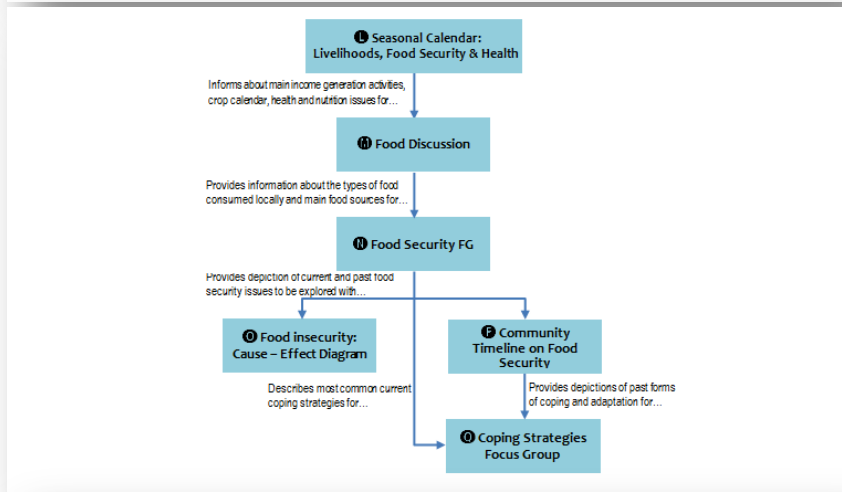 Ⓛ Seasonal Calendar:
Livelihoods, Food Security & Health
Informs about main income generation activities,
crop calendar, health and nutrition issues for…
Ⓜ Food Discussion
Provides information about the types of food
consumed locally and main food sources for…
Ⓝ Food Security FG
Provides depiction of current and past food
security issues to be explored with…
Ⓞ Food insecurity:
Cause – Effect Diagram
Ⓕ Community
Timeline on Food
Security
Describes most common current
coping strategies for…
Provides depictions of past forms
of coping and adaptation for…
Coping Strategies
Focus Group